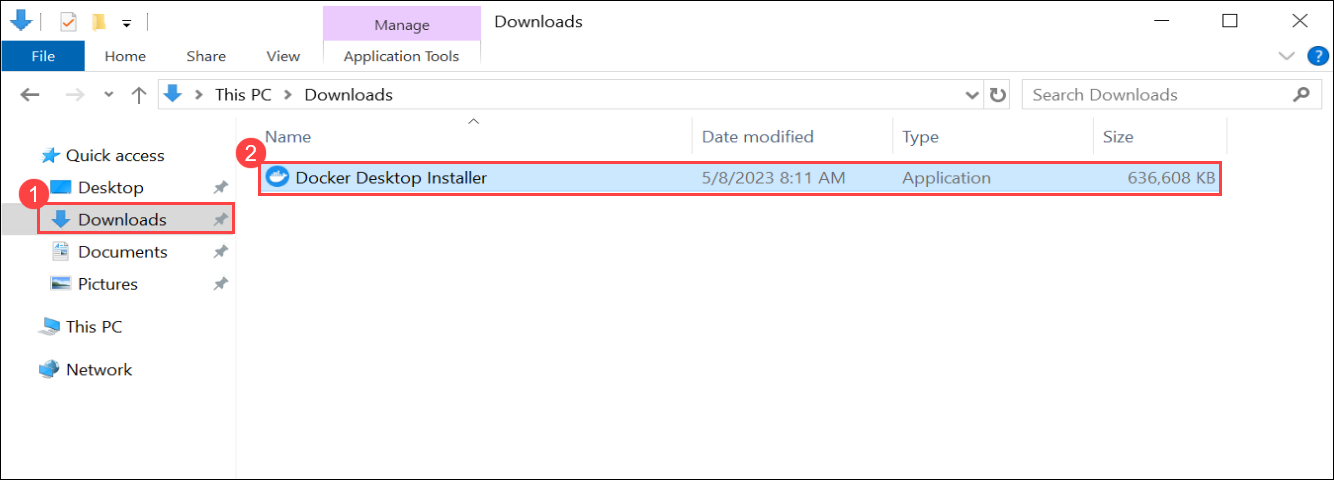 Manage
Downloads
File
Home
Share
View
Application Tools
?
This PC
Downloads
Search Downloads
Name
Date modified
Type
Size
2
Docker Desktop Installer
5/8/2023 8:11 AM
Application
636,608 KB
Quick access
1
Desktop
Downloads
Documents
Pictures
This PC
Network